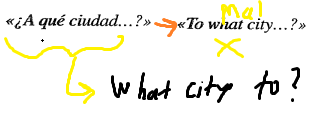 Mal
«¿A qué ciudad…?» «To what city…?»
What city to?